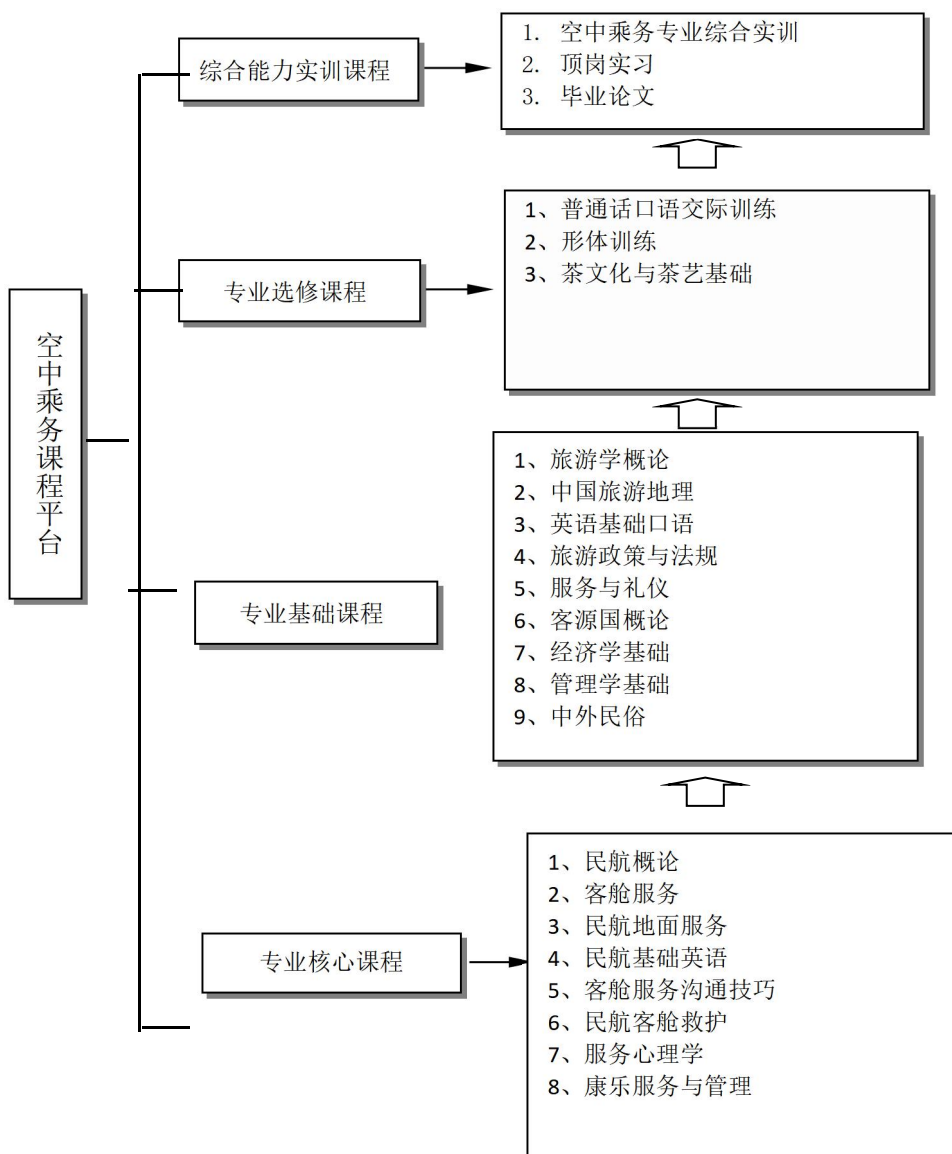 空中乘务课程平台
综合能力实训课程
1. 空中乘务专业综合实训
2. 顶岗实习
3. 毕业论文
专业选修课程
1、普通话口语交际训练
2、形体训练
3、茶文化与茶艺基础
专业基础课程
1、旅游学概论
2、中国旅游地理
3、英语基础口语
4、旅游政策与法规
5、服务与礼仪
6、客源国概论
7、经济学基础
8、管理学基础
9、中外民俗
专业核心课程
1、民航概论
2、客舱服务
3、民航地面服务
4、民航基础英语
5、客舱服务沟通技巧
6、民航客舱救护
7、服务心理学
8、康乐服务与管理